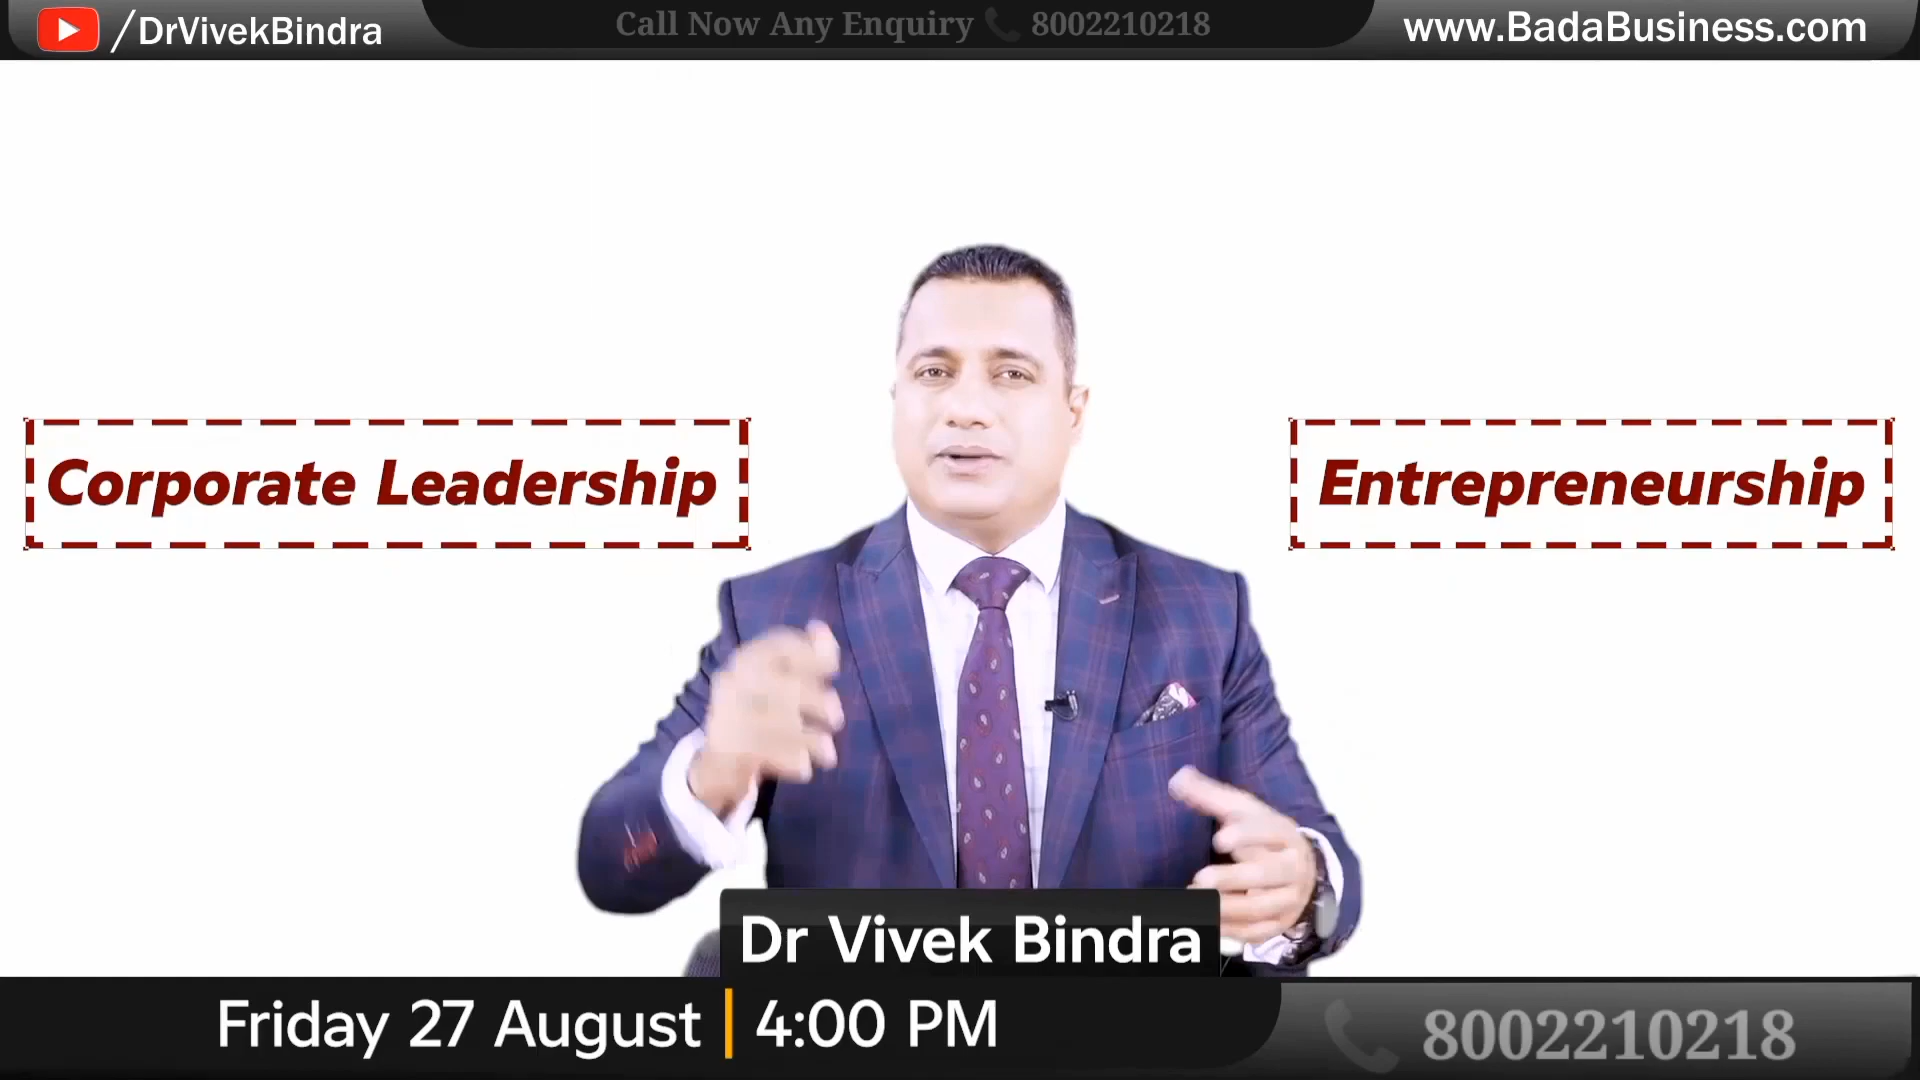 /DrVivekBindra
Call Now Any Enquiry 8002210218
www.BadaBusiness.com
Corporate Leadership
Entrepreneurship
Dr Vivek Bindra
Friday 27 August | 4:00 PM
8002210218